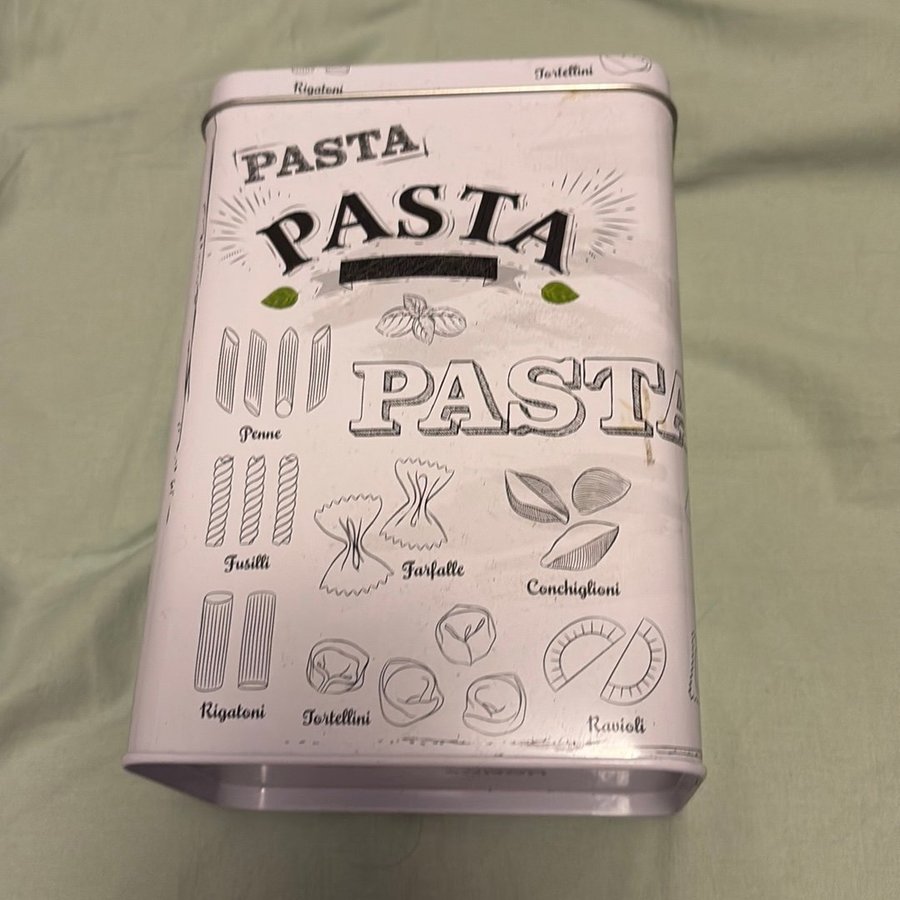 Rigatoni
Tortellini
PASTA
PASTA
PASTA
Penne
Fusilli
Farfalle
Conchiglioni
Rigatoni
Tortellini
Ravioli